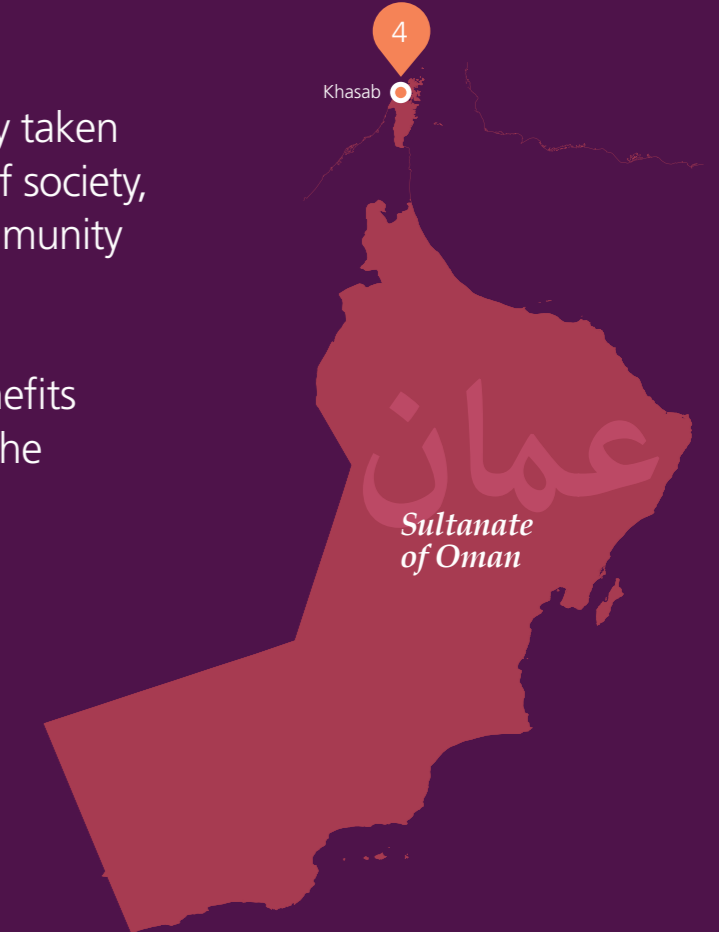 4
Khasab
y taken
f society,
munity
efits
he
عمان
Sultanate
of Oman